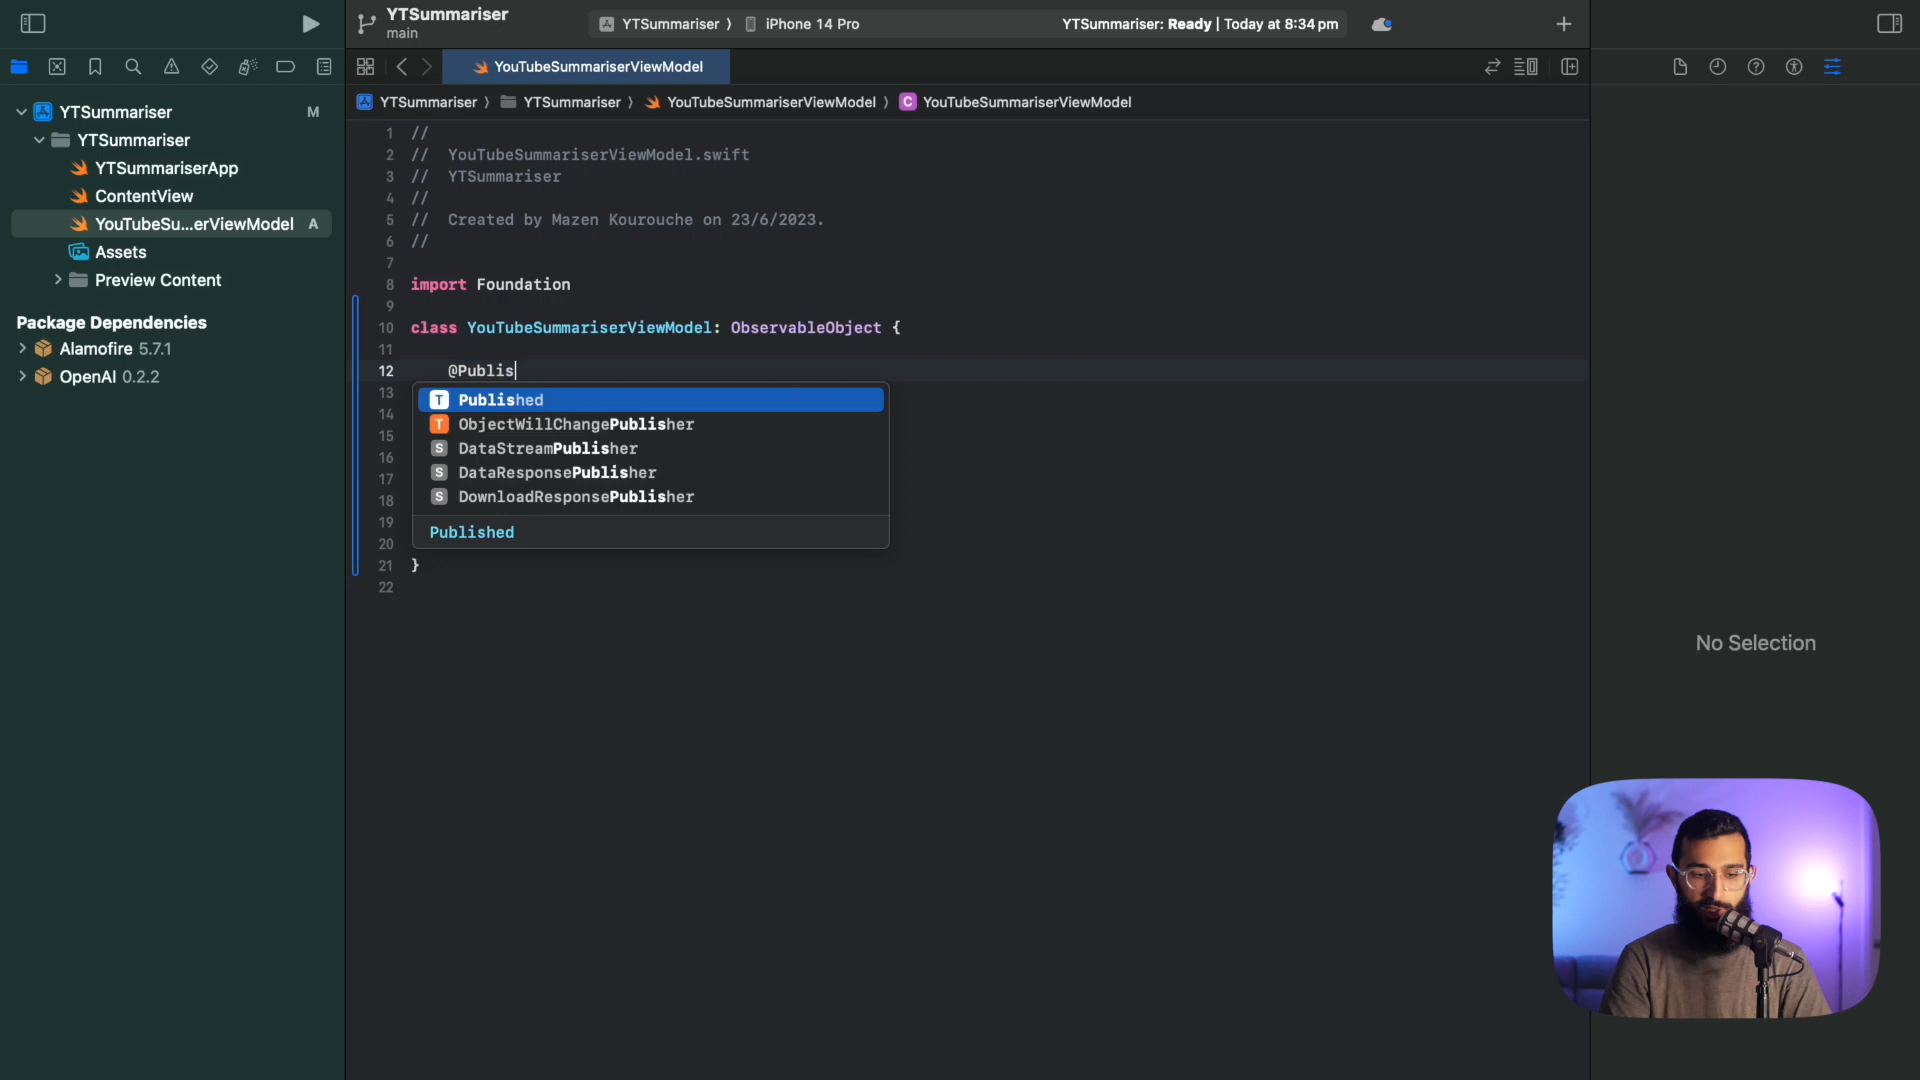 YTSummariser
main
YTSummariser 〉 iPhone 14 Pro
YTSummariser: Ready | Today at 8:34 pm
YouTubeSummariserViewModel
YTSummariser 〉 YTSummariser 〉 YouTubeSummariserViewModel 〉 C YouTubeSummariserViewModel
YTSummariser M
YTSummariser
YTSummariserApp
ContentView
YouTubeSu...erViewModel A
Assets
Preview Content
Package Dependencies
Alamofire 5.7.1
OpenAI 0.2.2
1 //
2 // YouTubeSummariserViewModel.swift
3 // YTSummariser
4 //
5 // Created by Mazen Kourouche on 23/6/2023.
6 //
7
8 import Foundation
9
10 class YouTubeSummariserViewModel: ObservableObject {
11
12 @Publis
13
14
15
16
17
18
19
20
21 }
22
T Published
T ObjectWillChangePublisher
S DataStreamPublisher
S DataResponsePublisher
S DownloadResponsePublisher
Published
No Selection